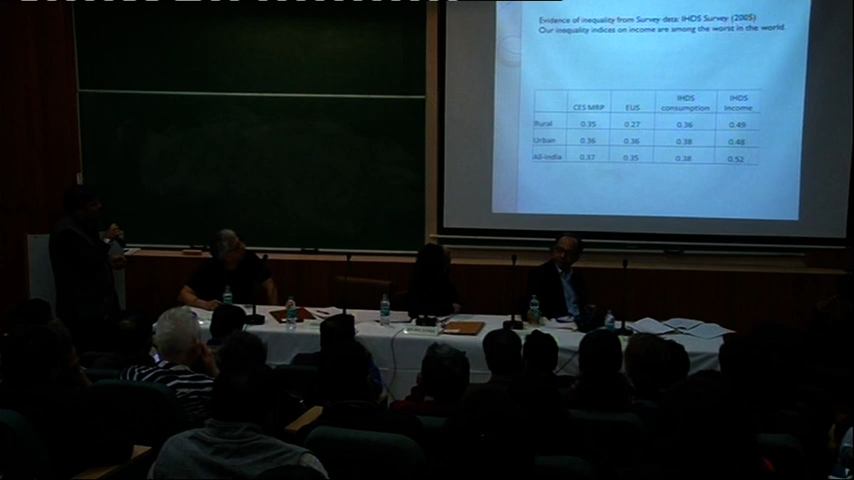 Evidence of inequality from Survey data: IHDS Survey (2005)
Our inequality indices on income are among the worst in the world.
CES MRP EUS IHDS consumption IHDS Income
Rural 0.35 0.27 0.36 0.49
Urban 0.36 0.36 0.38 0.48
All-India 0.37 0.35 0.38 0.52